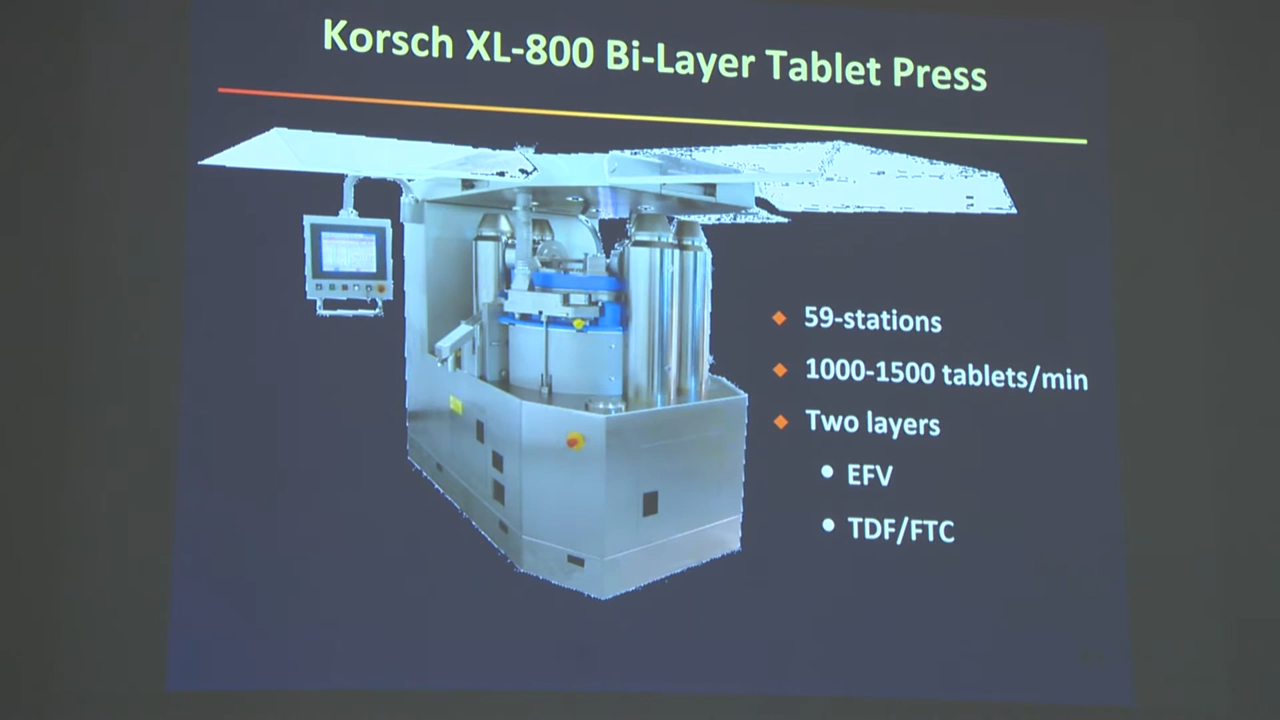 Korsch XL-800 Bi-Layer Tablet Press
59-stations
1000-1500 tablets/min
Two layers
EFV
TDF/FTC